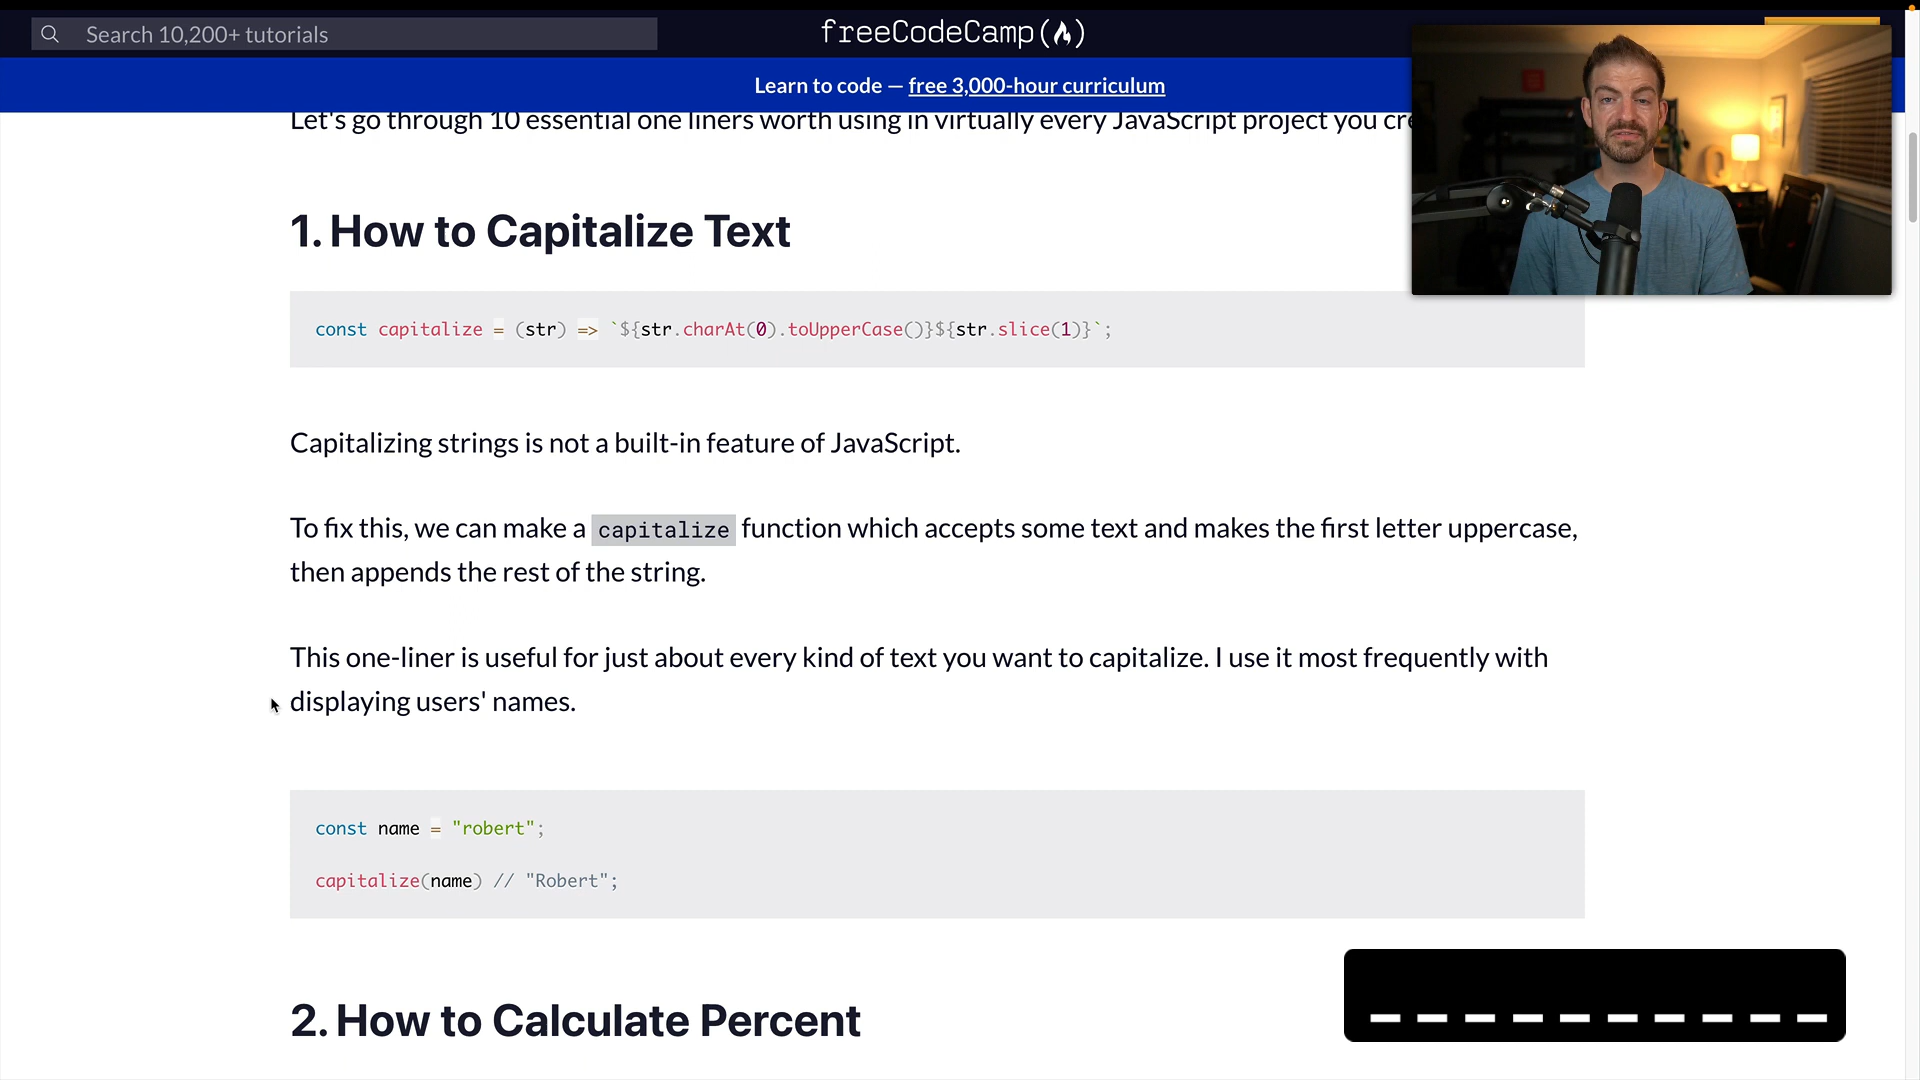 Search 10,200+ tutorials
freeCodeCamp(🔥)
Learn to code — free 3,000-hour curriculum
Let's go through 10 essential one liners worth using in virtually every JavaScript project you cre
1. How to Capitalize Text
const capitalize = (str) => `${str.charAt(0).toUpperCase()}${str.slice(1)}`;
Capitalizing strings is not a built-in feature of JavaScript.
To fix this, we can make a capitalize function which accepts some text and makes the first letter uppercase,
then appends the rest of the string.
This one-liner is useful for just about every kind of text you want to capitalize. I use it most frequently with
displaying users' names.
const name = "robert";
capitalize(name) // "Robert";
2. How to Calculate Percent